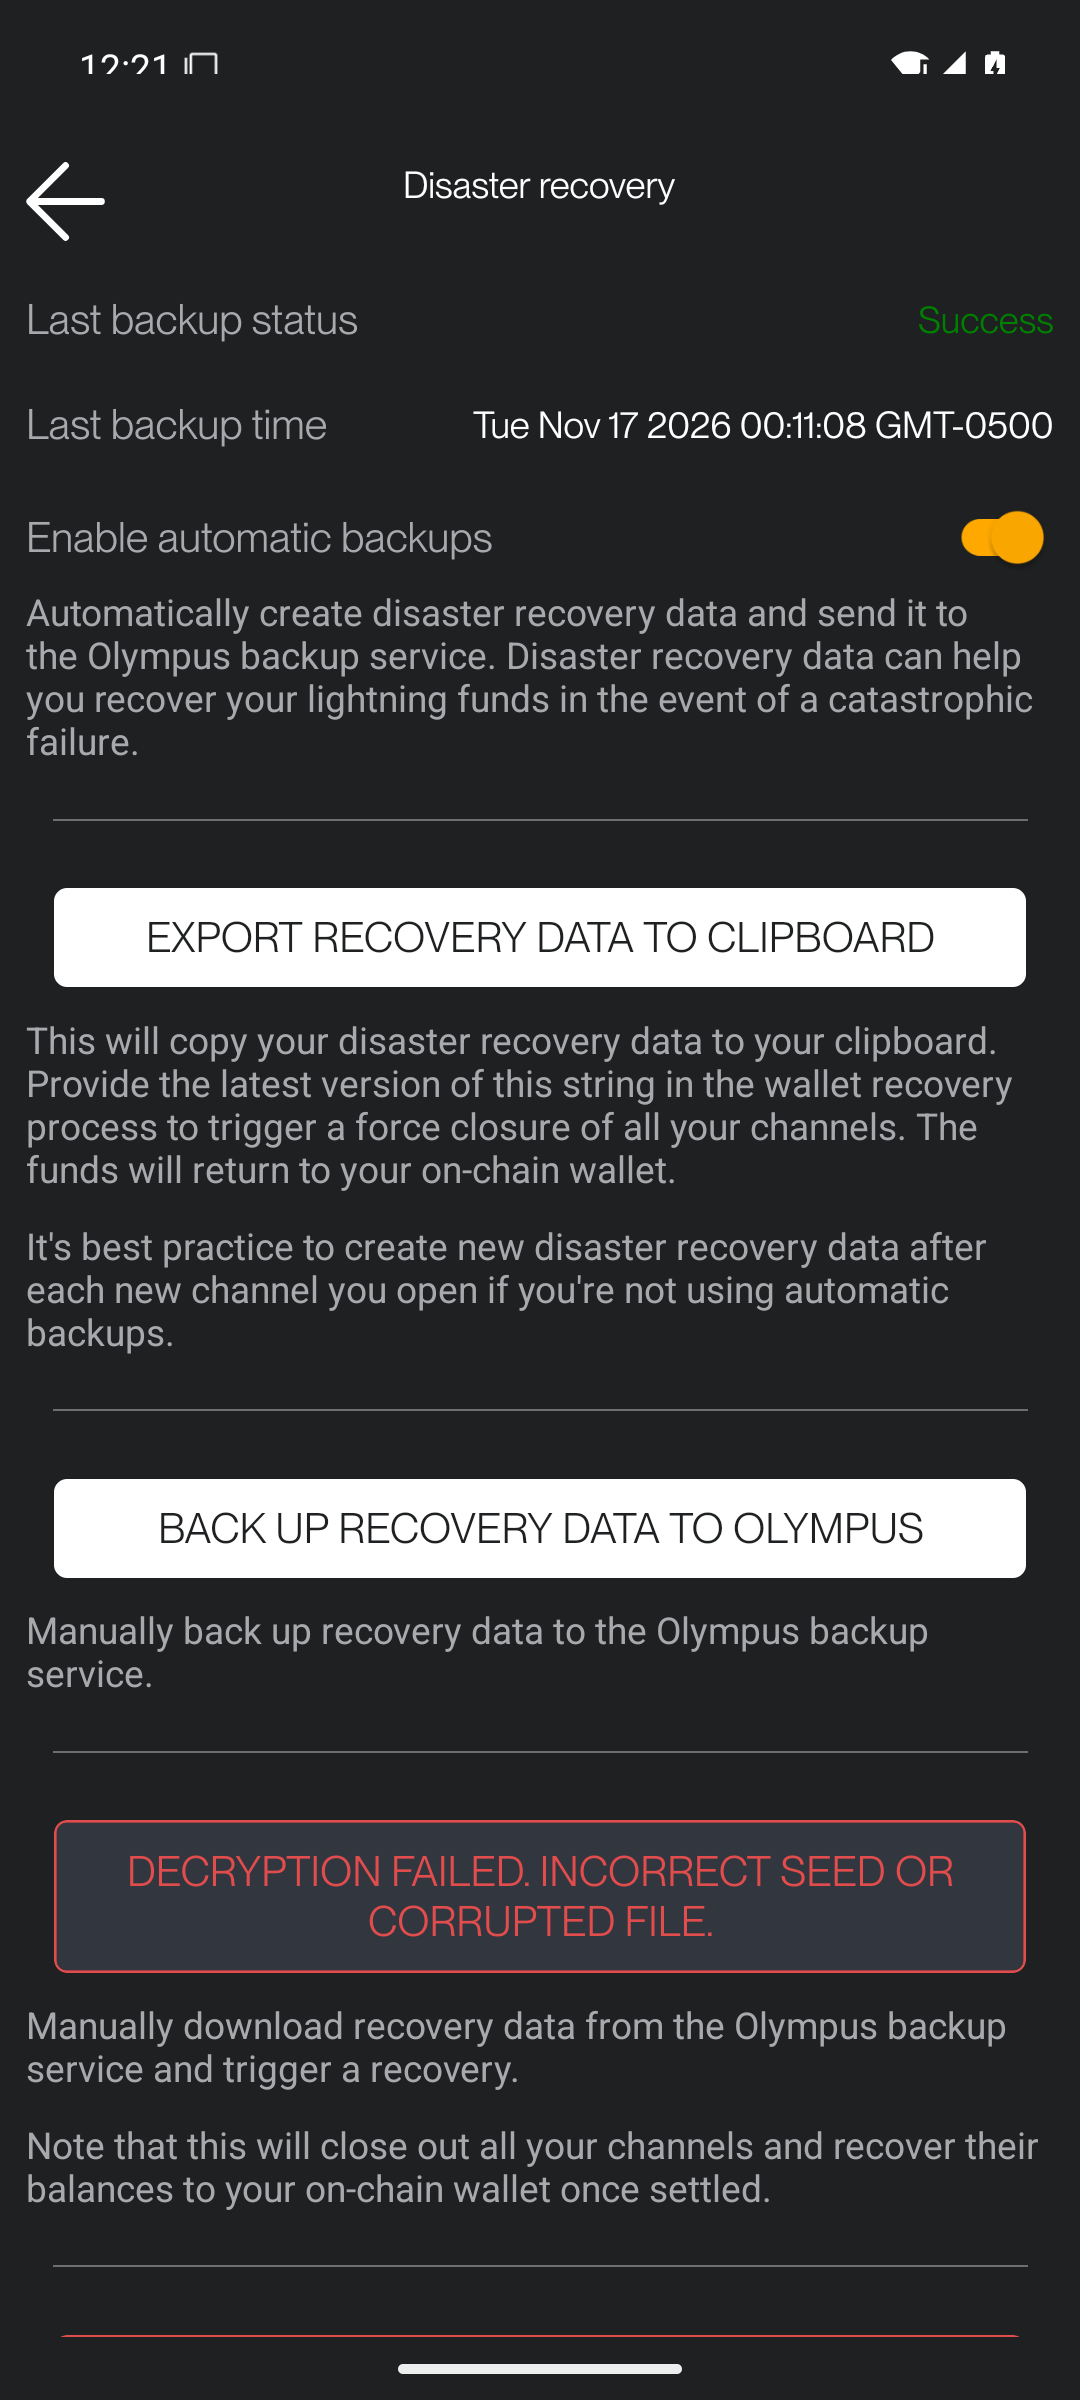 12:21
Disaster recovery
Last backup status
Success
Last backup time
Tue Nov 17 2026 00:11:08 GMT-0500
Enable automatic backups
Automatically create disaster recovery data and send it to
the Olympus backup service. Disaster recovery data can help
you recover your lightning funds in the event of a catastrophic
failure.
EXPORT RECOVERY DATA TO CLIPBOARD
This will copy your disaster recovery data to your clipboard.
Provide the latest version of this string in the wallet recovery
process to trigger a force closure of all your channels. The
funds will return to your on-chain wallet.
It's best practice to create new disaster recovery data after
each new channel you open if you're not using automatic
backups.
BACK UP RECOVERY DATA TO OLYMPUS
Manually back up recovery data to the Olympus backup
service.
DECRYPTION FAILED. INCORRECT SEED OR
CORRUPTED FILE.
Manually download recovery data from the Olympus backup
service and trigger a recovery.
Note that this will close out all your channels and recover their
balances to your on-chain wallet once settled.